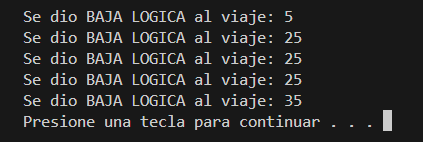 Se dio BAJA LOGICA al viaje: 5
Se dio BAJA LOGICA al viaje: 25
Se dio BAJA LOGICA al viaje: 25
Se dio BAJA LOGICA al viaje: 25
Se dio BAJA LOGICA al viaje: 35
Presione una tecla para continuar . . .